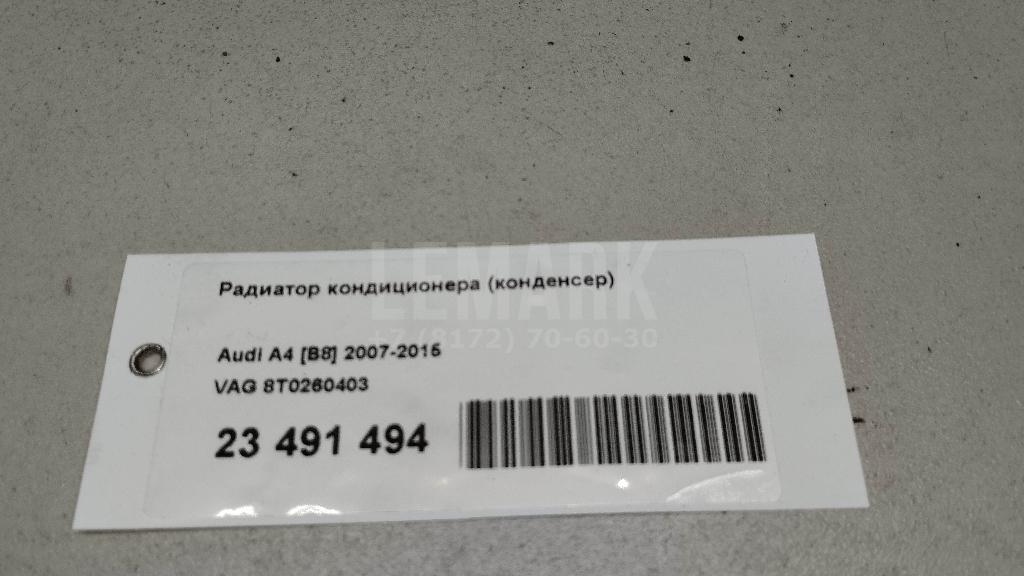 LEMARK
+7 (8172) 70-60-30
Радиатор кондиционера (конденсер)
Audi A4 [B8] 2007-2015
VAG 8T0260403
23 491 494